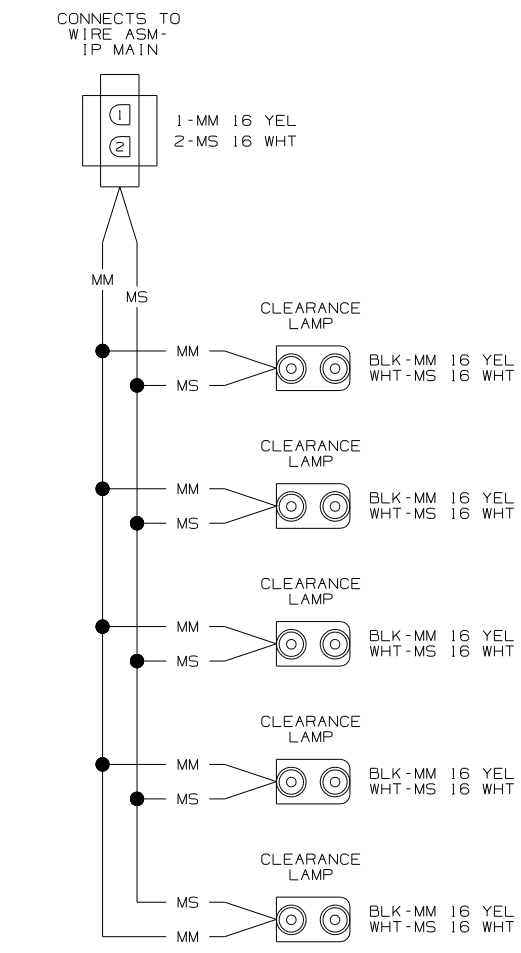 CONNECTS TO
WIRE ASM-
IP MAIN
1
2
1-MM 16 YEL
2-MS 16 WHT
MM
MS
CLEARANCE
LAMP
MM
MS
BLK-MM 16 YEL
WHT-MS 16 WHT
CLEARANCE
LAMP
MM
MS
BLK-MM 16 YEL
WHT-MS 16 WHT
CLEARANCE
LAMP
MM
MS
BLK-MM 16 YEL
WHT-MS 16 WHT
CLEARANCE
LAMP
MM
MS
BLK-MM 16 YEL
WHT-MS 16 WHT
CLEARANCE
LAMP
MS
MM
BLK-MM 16 YEL
WHT-MS 16 WHT